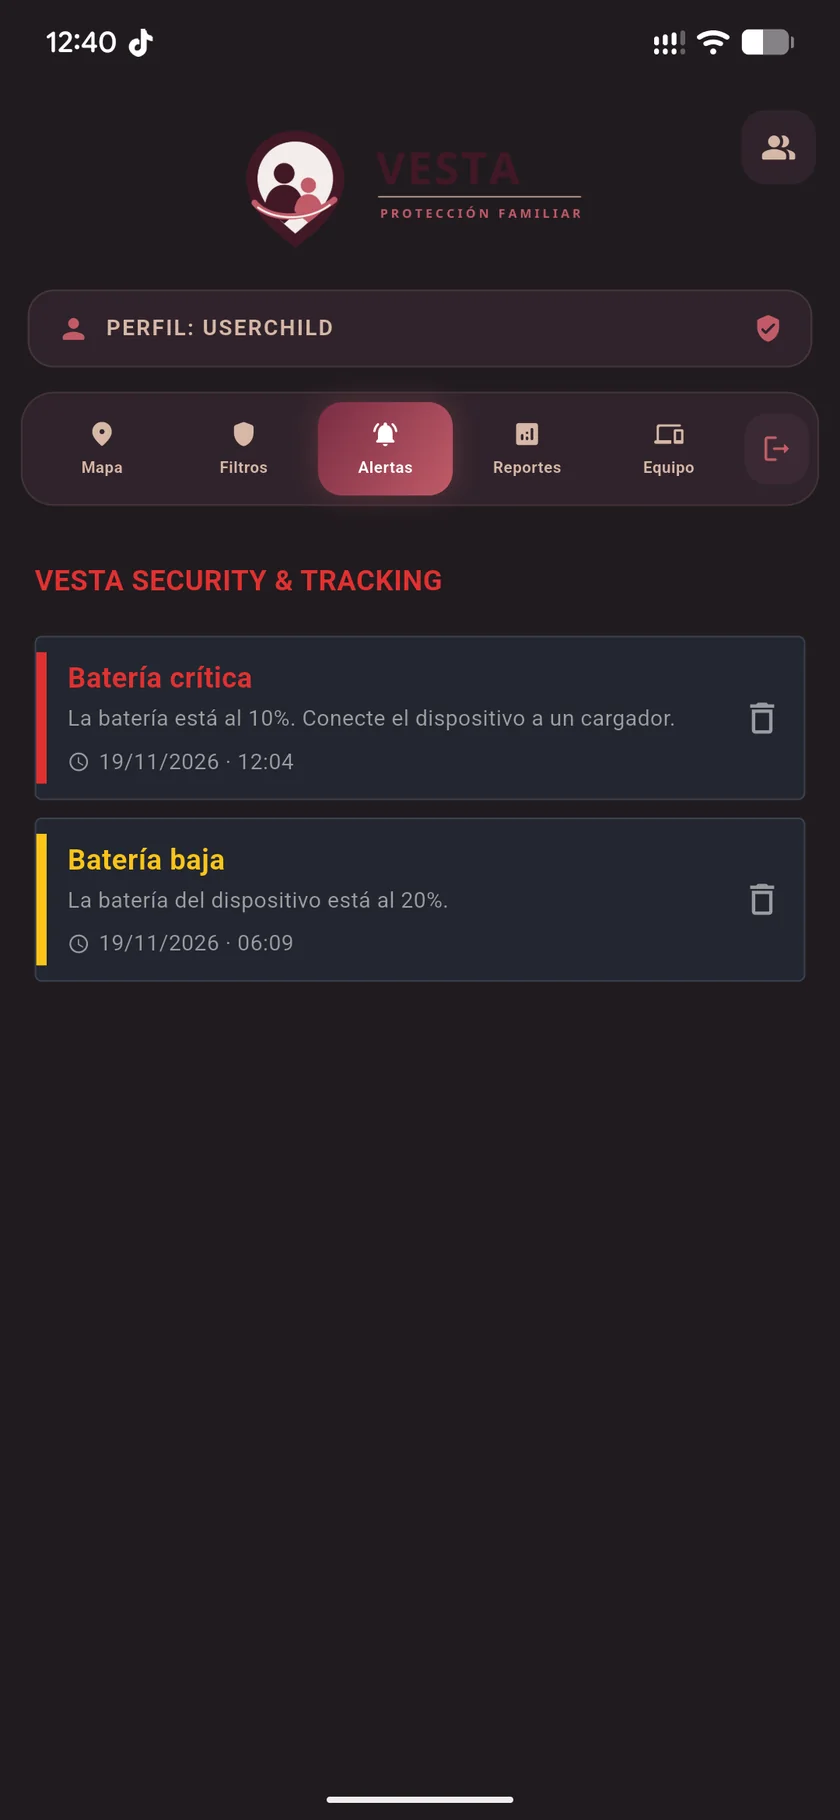 12:40
VESTA
PROTECCIÓN FAMILIAR
PERFIL: USERCHILD
Mapa
Filtros
Alertas
Reportes
Equipo
VESTA SECURITY & TRACKING
Batería crítica
La batería está al 10%. Conecte el dispositivo a un cargador.
19/11/2026 · 12:04
Batería baja
La batería del dispositivo está al 20%.
19/11/2026 · 06:09